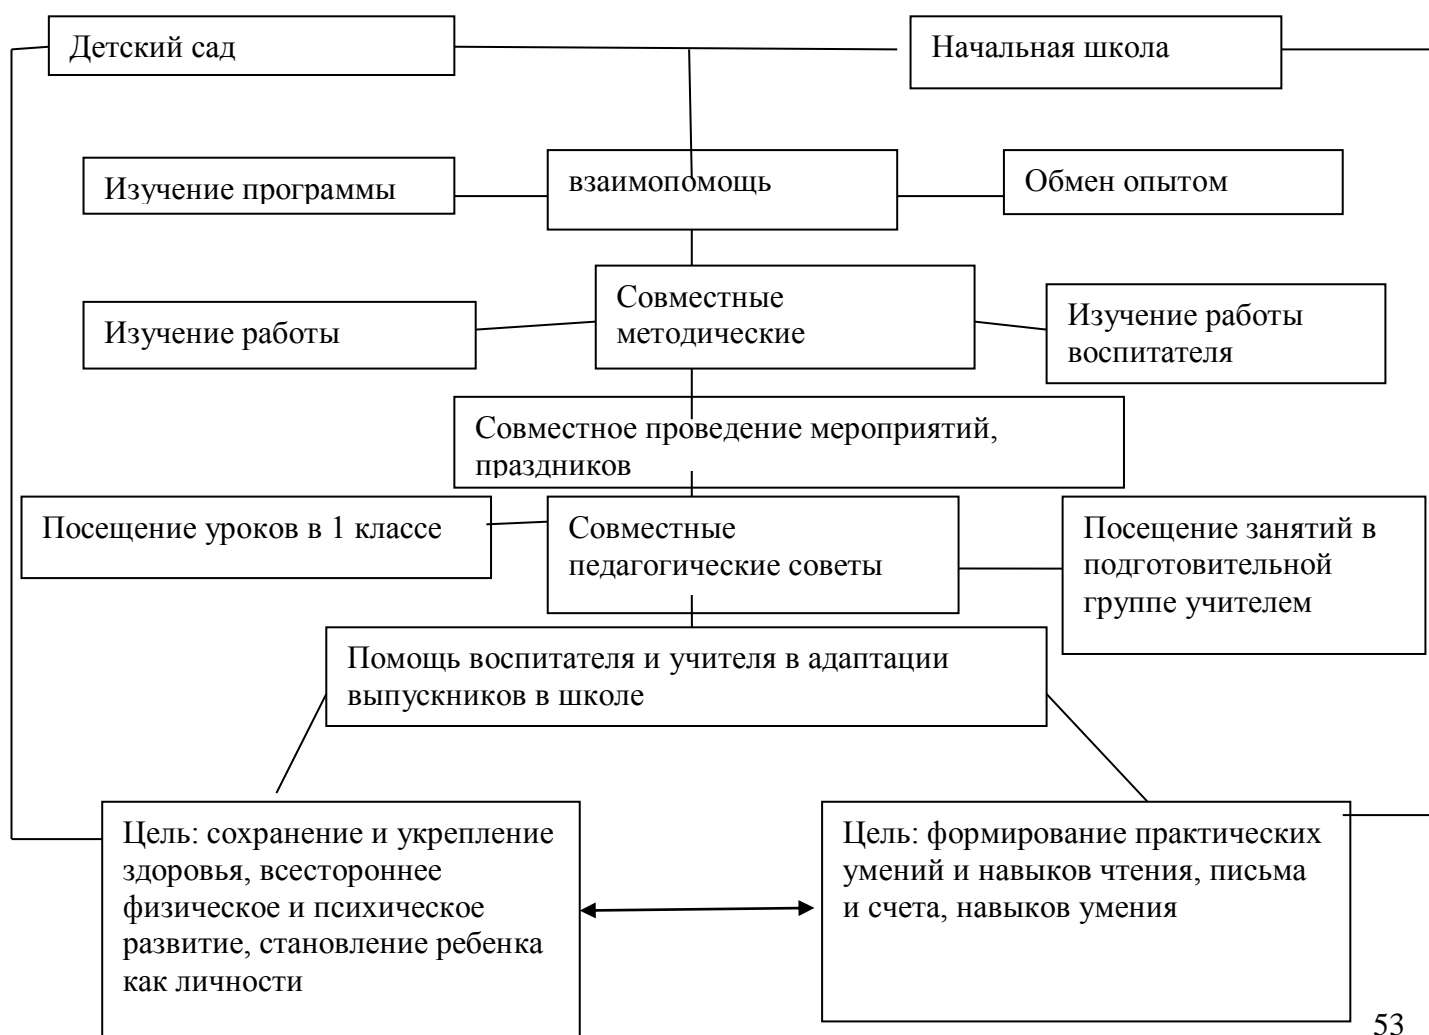 Детский сад
Начальная школа
Изучение программы
взаимопомощь
Обмен опытом
Изучение работы
Совместные
методические
Изучение работы
воспитателя
Совместное проведение мероприятий,
праздников
Посещение уроков в 1 классе
Совместные
педагогические советы
Посещение занятий в
подготовительной
группе учителем
Помощь воспитателя и учителя в адаптации
выпускников в школе
Цель: сохранение и укрепление
здоровья, всестороннее
физическое и психическое
развитие, становление ребенка
как личности
Цель: формирование практических
умений и навыков чтения, письма
и счета, навыков умения
53